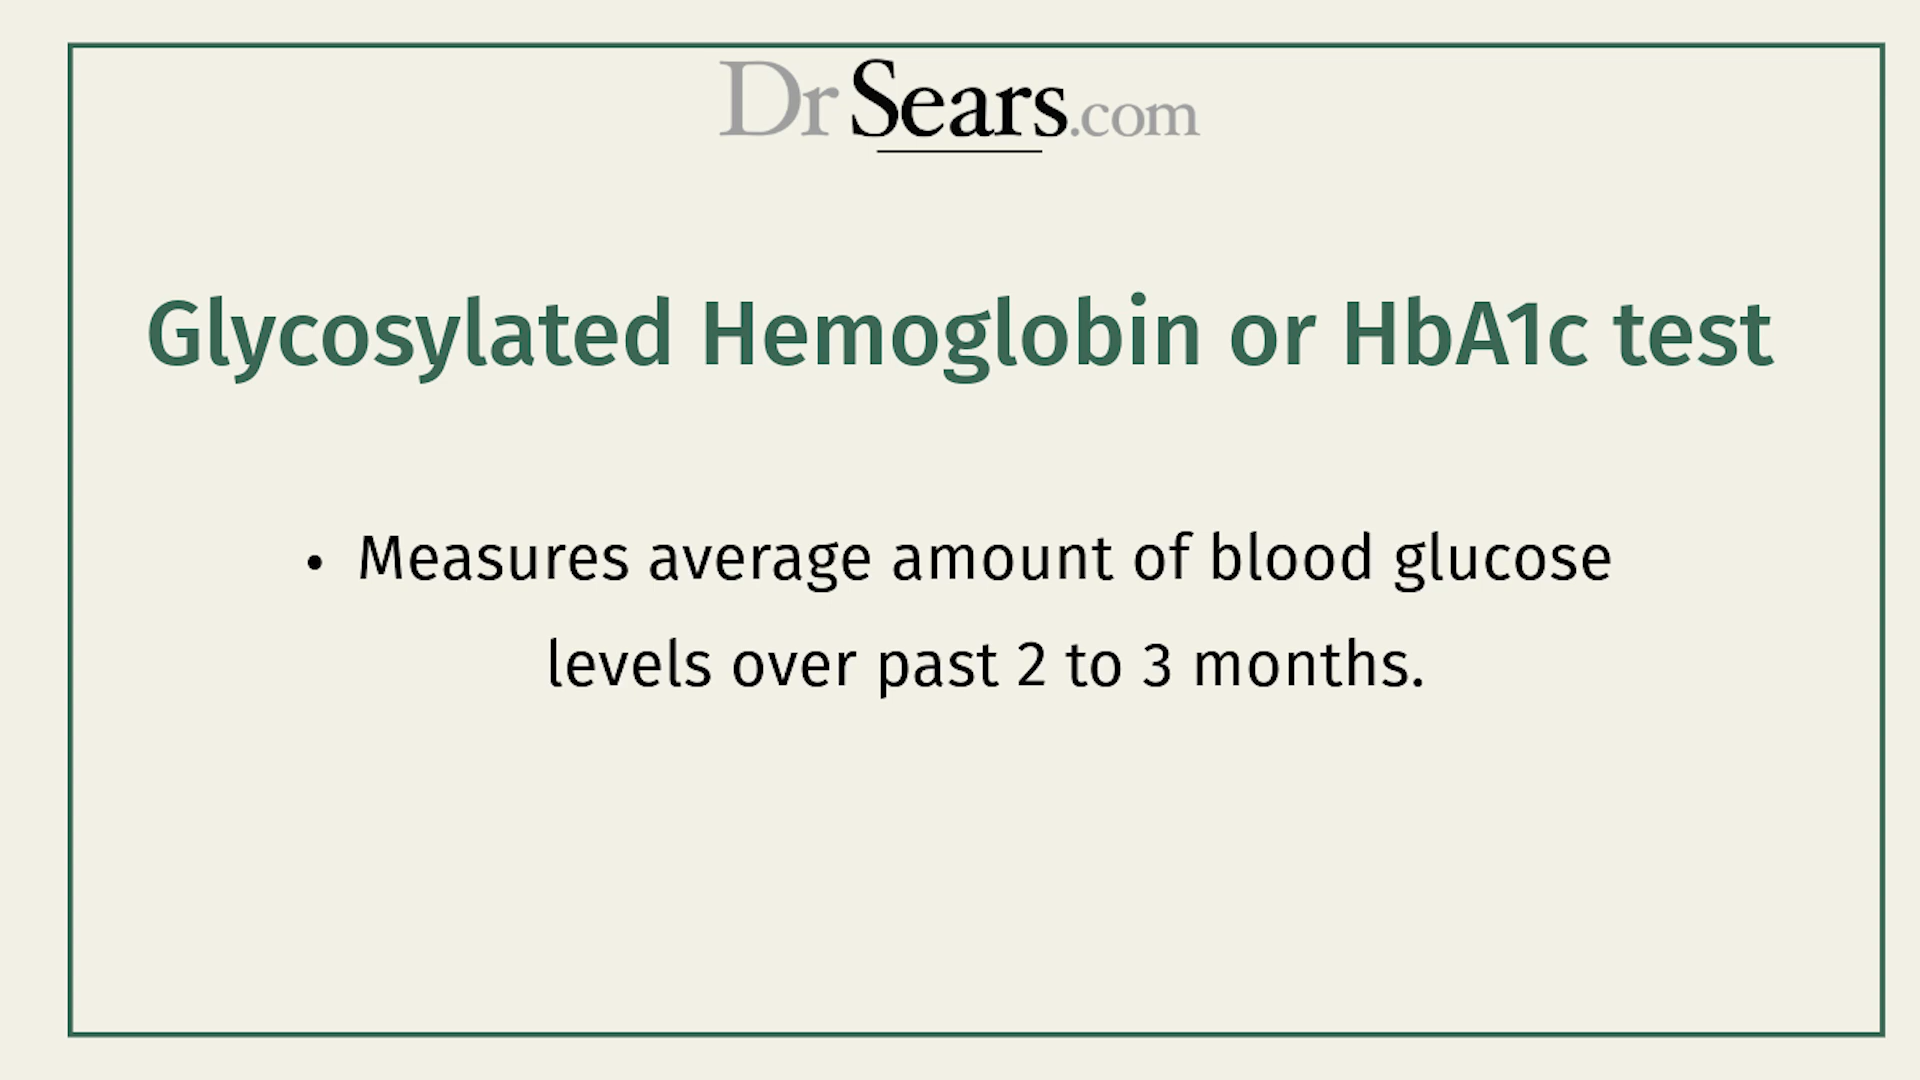 DrSears.com
Glycosylated Hemoglobin or HbA1c test
• Measures average amount of blood glucose
levels over past 2 to 3 months.